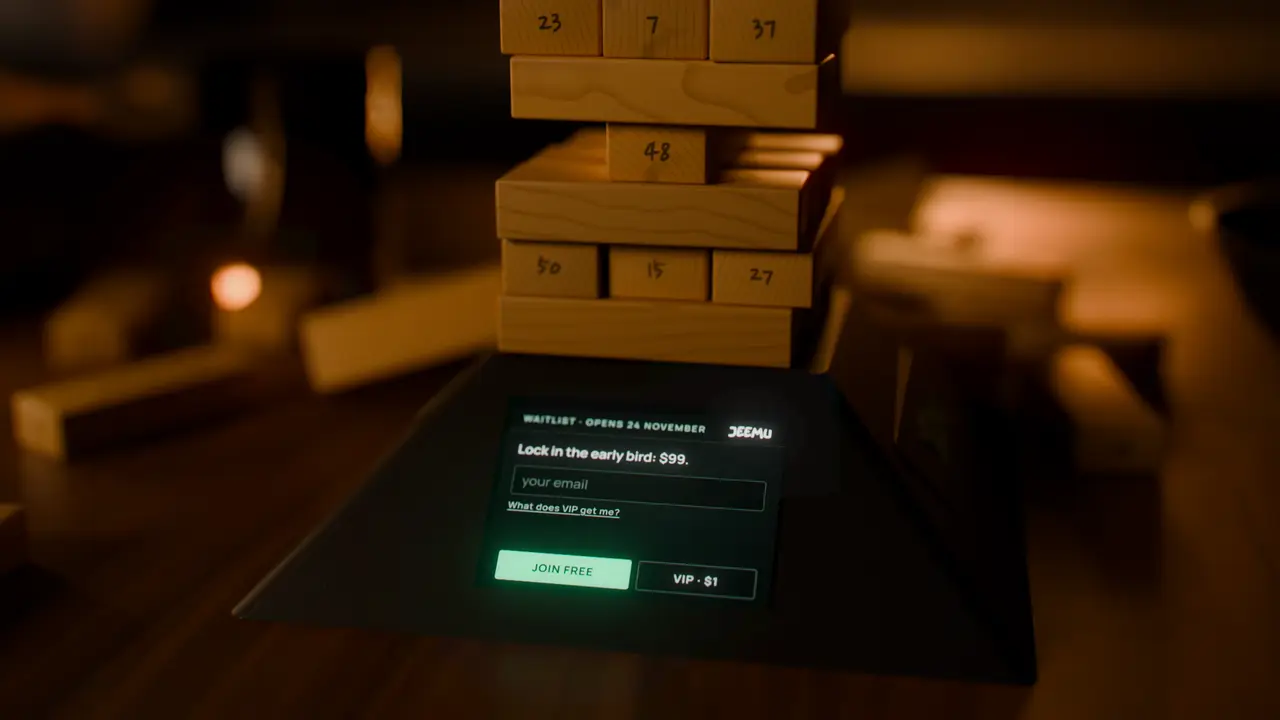 23 7 37
48
50 15 27
WAITLIST · OPENS 24 NOVEMBER JEEMU
Lock in the early bird: $99.
your email
What does VIP get me?
JOIN FREE VIP · $1